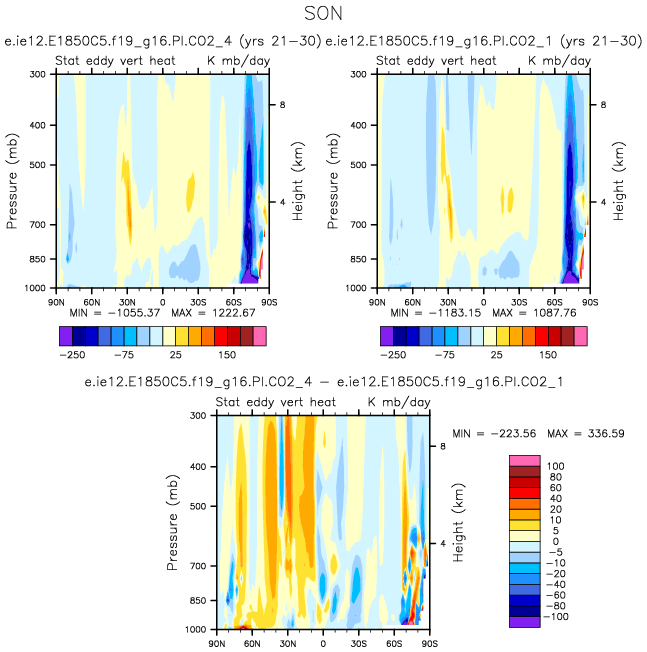 SON
e.ie12.E1850C5.f19_g16.PI.CO2_4 (yrs 21-30) e.ie12.E1850C5.f19_g16.PI.CO2_1 (yrs 21-30)
Stat eddy vert heat K mb/day Stat eddy vert heat K mb/day
300 300
400 8 400 8
500 500
Pressure (mb) Height (km) Pressure (mb) Height (km)
4 4
700 700
850 850
1000 1000
90N 60N 30N 0 30S 60S 90S 90N 60N 30N 0 30S 60S 90S
MIN = -1055.37 MAX = 1222.67 MIN = -1183.15 MAX = 1087.76
-250 -75 -25 25 75 150 -250 -75 -25 25 75 150
e.ie12.E1850C5.f19_g16.PI.CO2_4 - e.ie12.E1850C5.f19_g16.PI.CO2_1
Stat eddy vert heat K mb/day
MIN = -223.56 MAX = 336.59
300
400 8
500
Pressure (mb) Height (km)
4
700
850
1000
90N 60N 30N 0 30S 60S 90S
100
80
60
40
20
10
5
0
-5
-10
-20
-40
-60
-80
-100